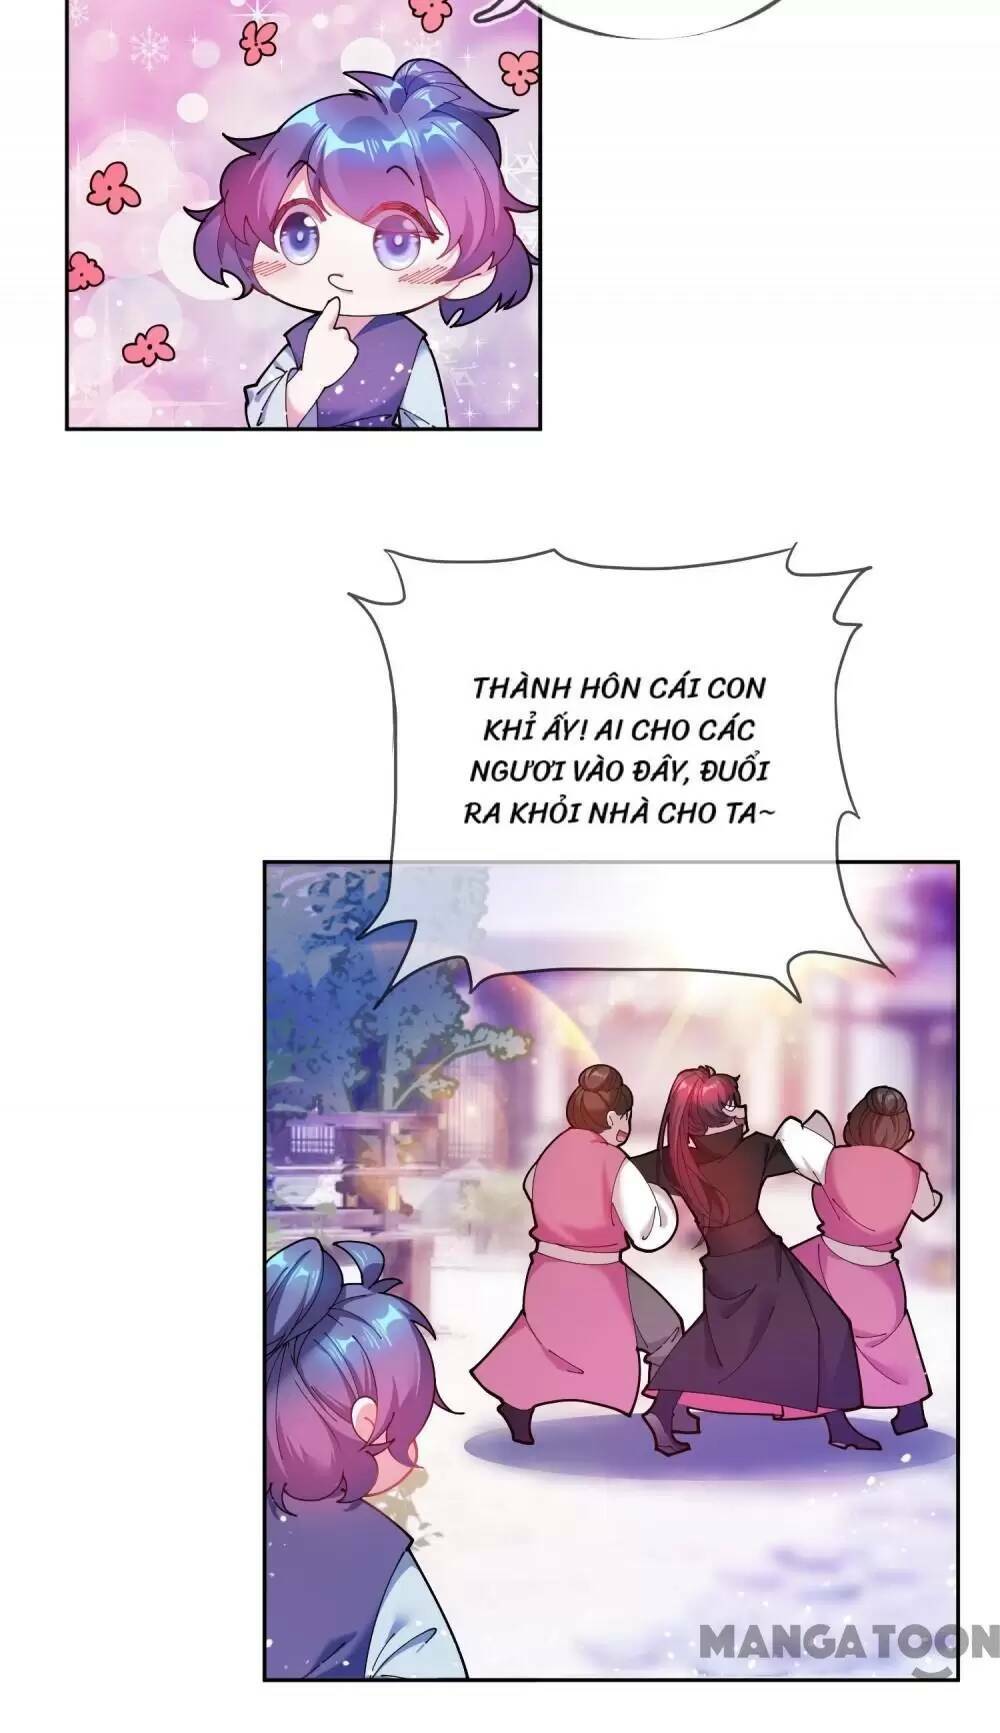 THÀNH HÔN CÁI CON
KHỈ ẤY! AI CHO CÁC
NGƯƠI VÀO ĐÂY, ĐUỔI
RA KHỎI NHÀ CHO TA~
MANGATOON